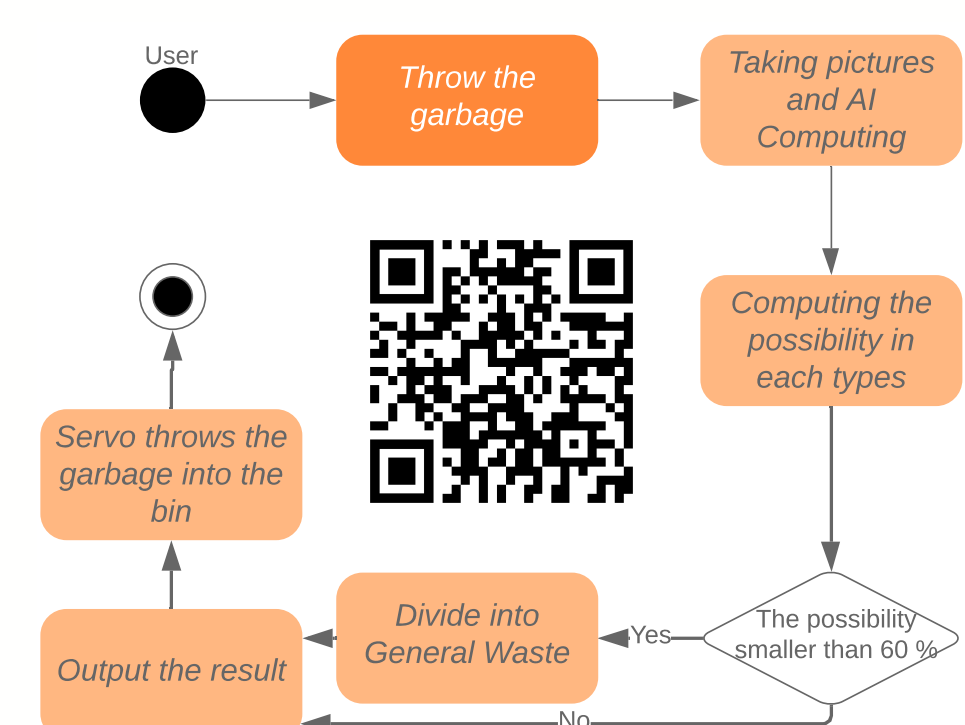 User
Throw the
garbage
Taking pictures
and AI
Computing
Computing the
possibility in
each types
The possibility
smaller than 60 %
Yes
No
Divide into
General Waste
Output the result
Servo throws the
garbage into the
bin